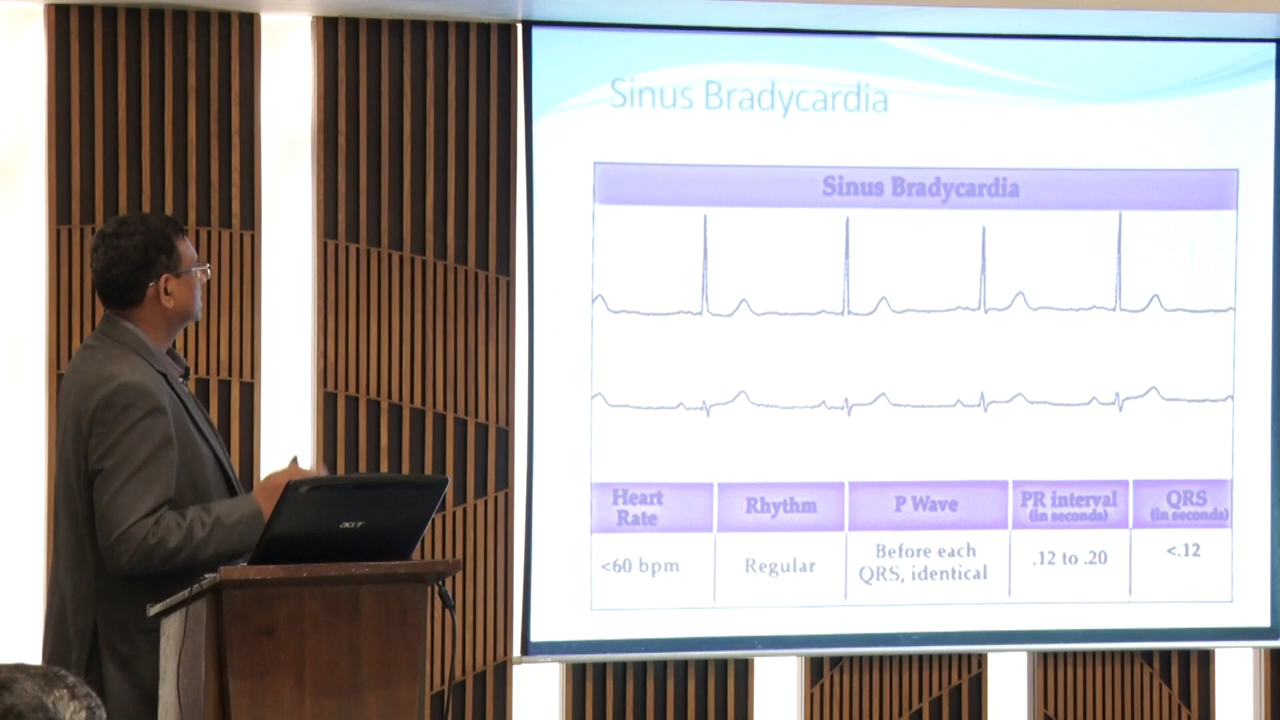 Sinus Bradycardia
Sinus Bradycardia
Heart Rate
Rhythm
P Wave
PR interval
(in seconds)
QRS
(in seconds)
<60 bpm
Regular
Before each
QRS, identical
.12 to .20
<.12
acer